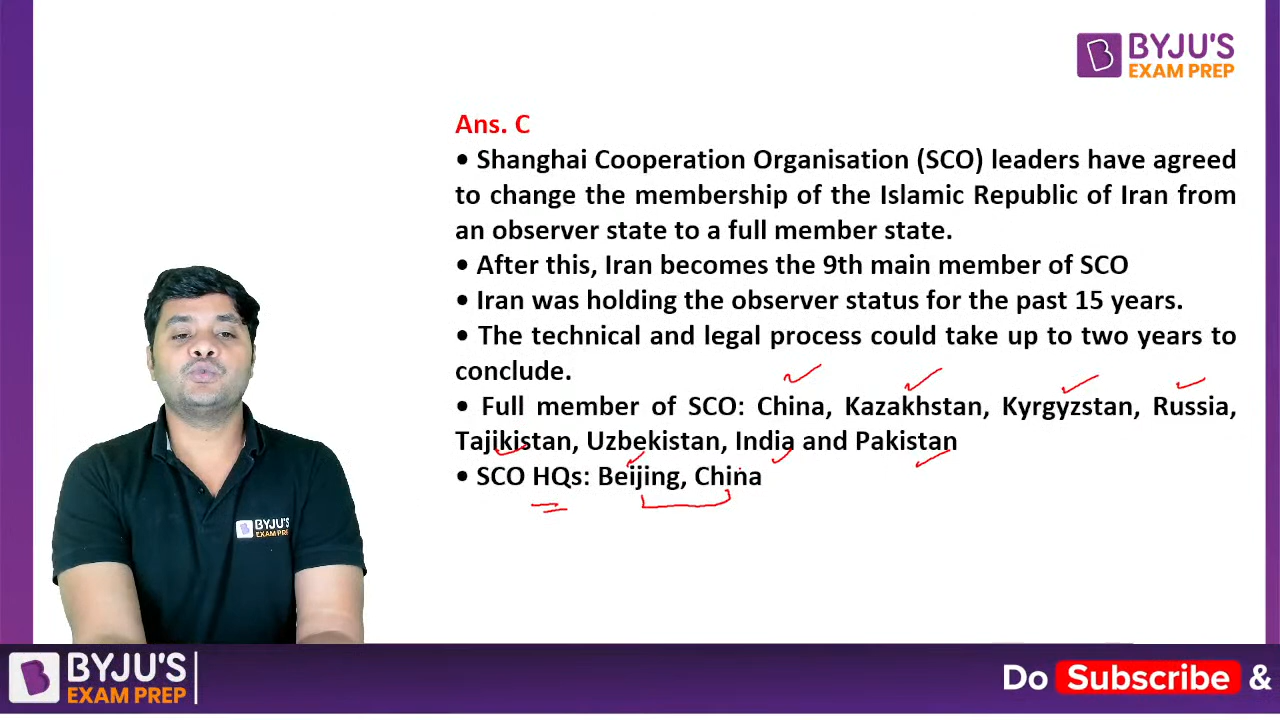 BYJU'S
EXAM PREP
Ans. C
• Shanghai Cooperation Organisation (SCO) leaders have agreed
to change the membership of the Islamic Republic of Iran from
an observer state to a full member state.
• After this, Iran becomes the 9th main member of SCO
• Iran was holding the observer status for the past 15 years.
• The technical and legal process could take up to two years to
conclude.
• Full member of SCO: China, Kazakhstan, Kyrgyzstan, Russia,
Tajikistan, Uzbekistan, India and Pakistan
• SCO HQs: Beijing, China
BYJU'S
EXAM PREP
BYJU'S
EXAM PREP
Do Subscribe &